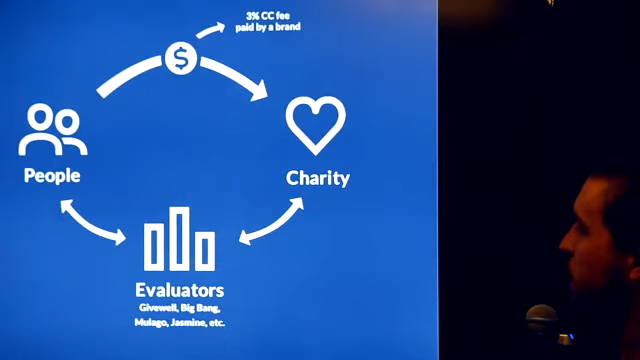 3% CC fee
paid by a brand
$
People
Charity
Evaluators
Givewell, Big Bang,
Mulago, Jasmine, etc.